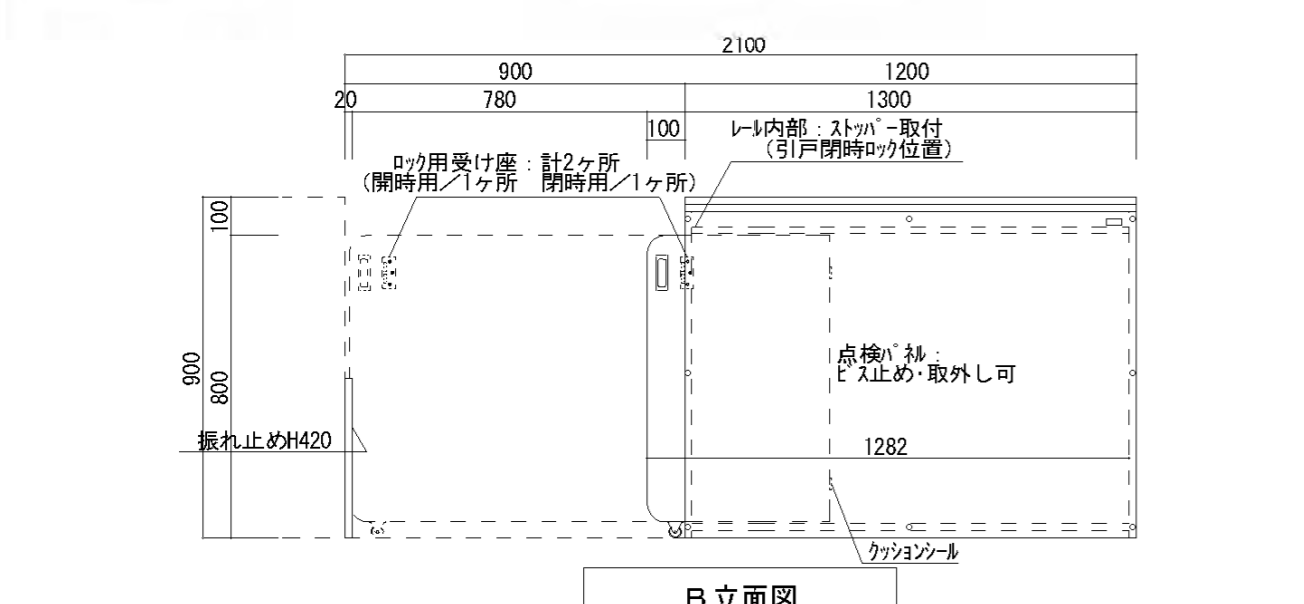 2100
900 1200
20 780 1300
100 ﾚｰﾙ内部：ｽﾄｯﾊﾟｰ取付
（引戸閉時ﾛｯｸ位置）
ﾛｯｸ用受け座：計2ヶ所
（開時用／1ヶ所　閉時用／1ヶ所）
100
900
800
点検ﾊﾟﾈﾙ：
ﾋﾞｽ止め･取外し可
振れ止めH420
1282
ｸｯｼｮﾝｼｰﾙ
B 立面図